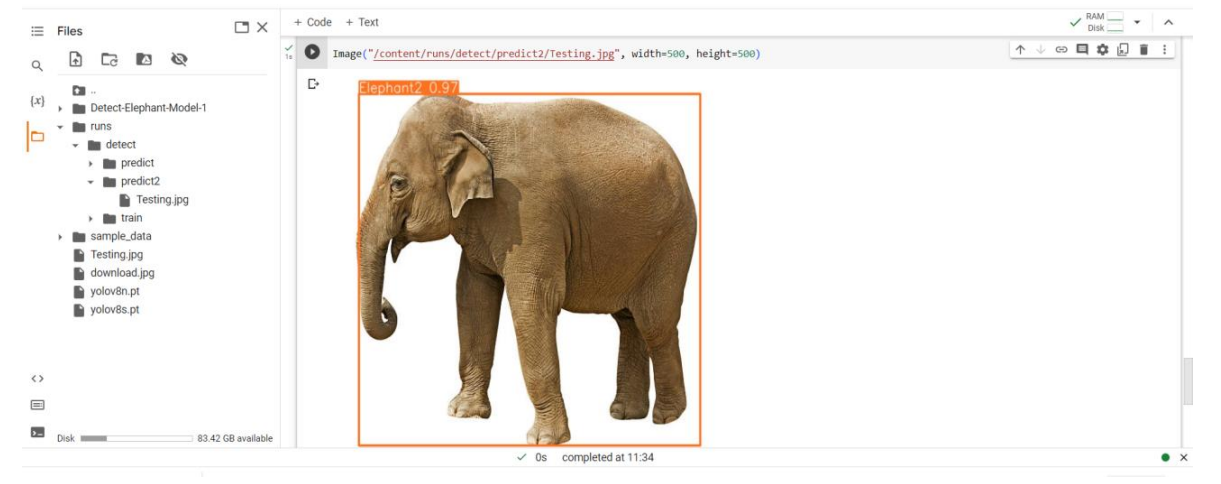 Files
+ Code + Text
RAM
Disk
{x}
..
Detect-Elephant-Model-1
runs
detect
predict
predict2
Testing.jpg
train
sample_data
Testing.jpg
download.jpg
yolov8n.pt
yolov8s.pt
Disk 83.42 GB available
1s
Image("/content/runs/detect/predict2/Testing.jpg", width=500, height=500)
Elephant2 0.97
0s completed at 11:34